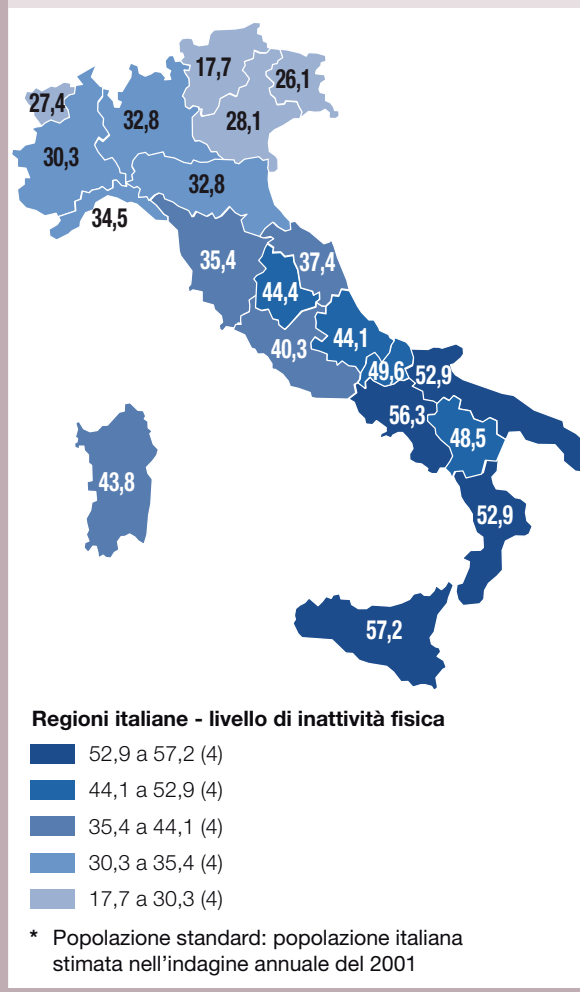 17,7
26,1
27,4
32,8
28,1
30,3
32,8
34,5
35,4
37,4
44,4
44,1
40,3
49,6
52,9
56,3
48,5
43,8
52,9
57,2
Regioni italiane - livello di inattività fisica
52,9 a 57,2 (4)
44,1 a 52,9 (4)
35,4 a 44,1 (4)
30,3 a 35,4 (4)
17,7 a 30,3 (4)
* Popolazione standard: popolazione italiana
stimata nell'indagine annuale del 2001